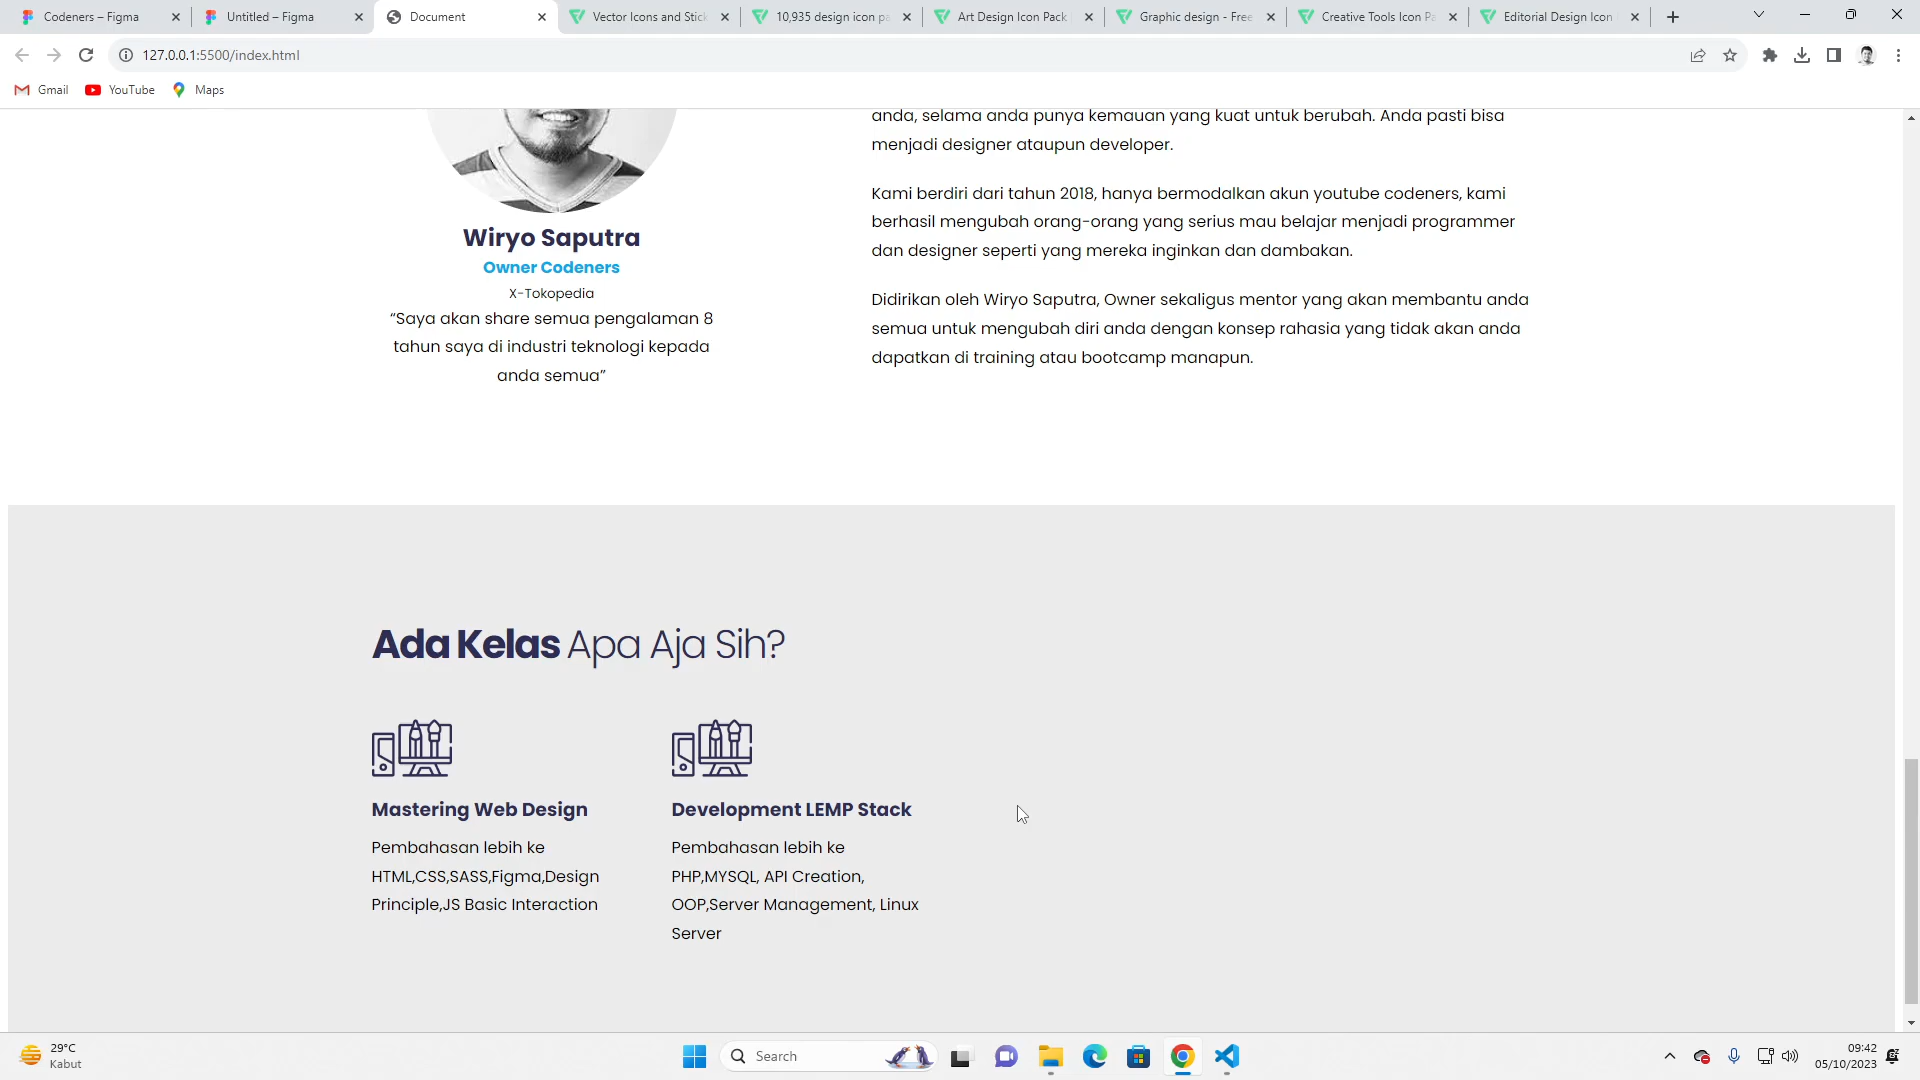 Codeners – Figma
Untitled – Figma
Document
Vector Icons and Stick
10,935 design icon pa
Art Design Icon Pack
Graphic design - Free
Creative Tools Icon Pa
Editorial Design Icon
127.0.0.1:5500/index.html
Gmail
YouTube
Maps
anda, selama anda punya kemauan yang kuat untuk berubah. Anda pasti bisa
menjadi designer ataupun developer.
Kami berdiri dari tahun 2018, hanya bermodalkan akun youtube codeners, kami
berhasil mengubah orang-orang yang serius mau belajar menjadi programmer
dan designer seperti yang mereka inginkan dan dambakan.
Didirikan oleh Wiryo Saputra, Owner sekaligus mentor yang akan membantu anda
semua untuk mengubah diri anda dengan konsep rahasia yang tidak akan anda
dapatkan di training atau bootcamp manapun.
Wiryo Saputra
Owner Codeners
X-Tokopedia
“Saya akan share semua pengalaman 8
tahun saya di industri teknologi kepada
anda semua”
Ada Kelas Apa Aja Sih?
Mastering Web Design
Pembahasan lebih ke
HTML,CSS,SASS,Figma,Design
Principle,JS Basic Interaction
Development LEMP Stack
Pembahasan lebih ke
PHP,MYSQL, API Creation,
OOP,Server Management, Linux
Server
29°C
Kabut
Search
09:42
05/10/2023